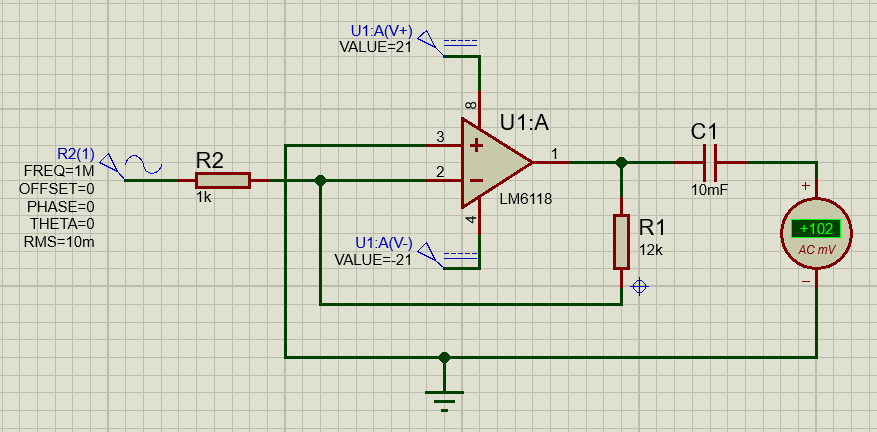 U1:A(V+)
VALUE=21
8
U1:A
3
+
2
−
1
LM6118
4
U1:A(V-)
VALUE=-21
R2(1)
FREQ=1M
OFFSET=0
PHASE=0
THETA=0
RMS=10m
R2
1k
C1
10mF
R1
12k
+
+102
AC mV
−